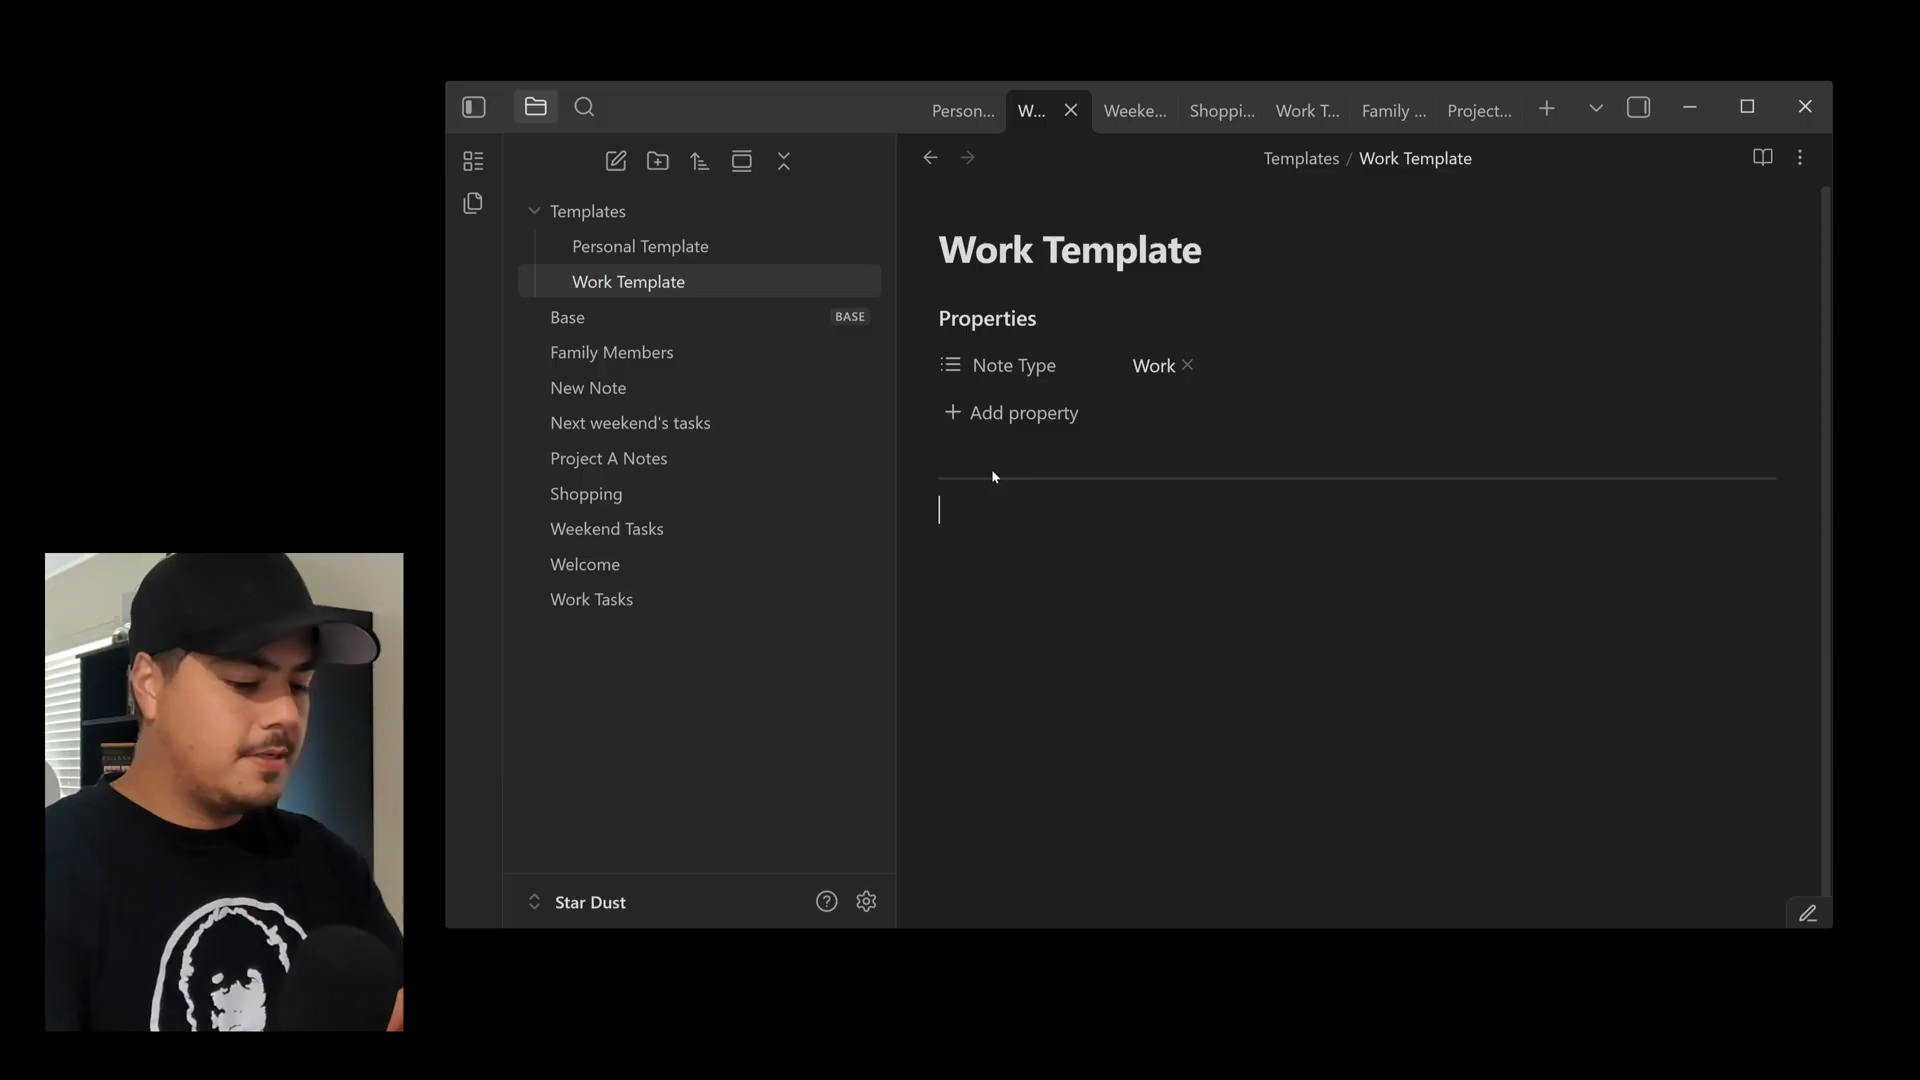 Person...
W...
Weeke...
Shoppi...
Work T...
Family ...
Project...
Templates / Work Template
Templates
Personal Template
Work Template
Base
BASE
Family Members
New Note
Next weekend's tasks
Project A Notes
Shopping
Weekend Tasks
Welcome
Work Tasks
Star Dust
Work Template
Properties
Note Type
Work
Add property